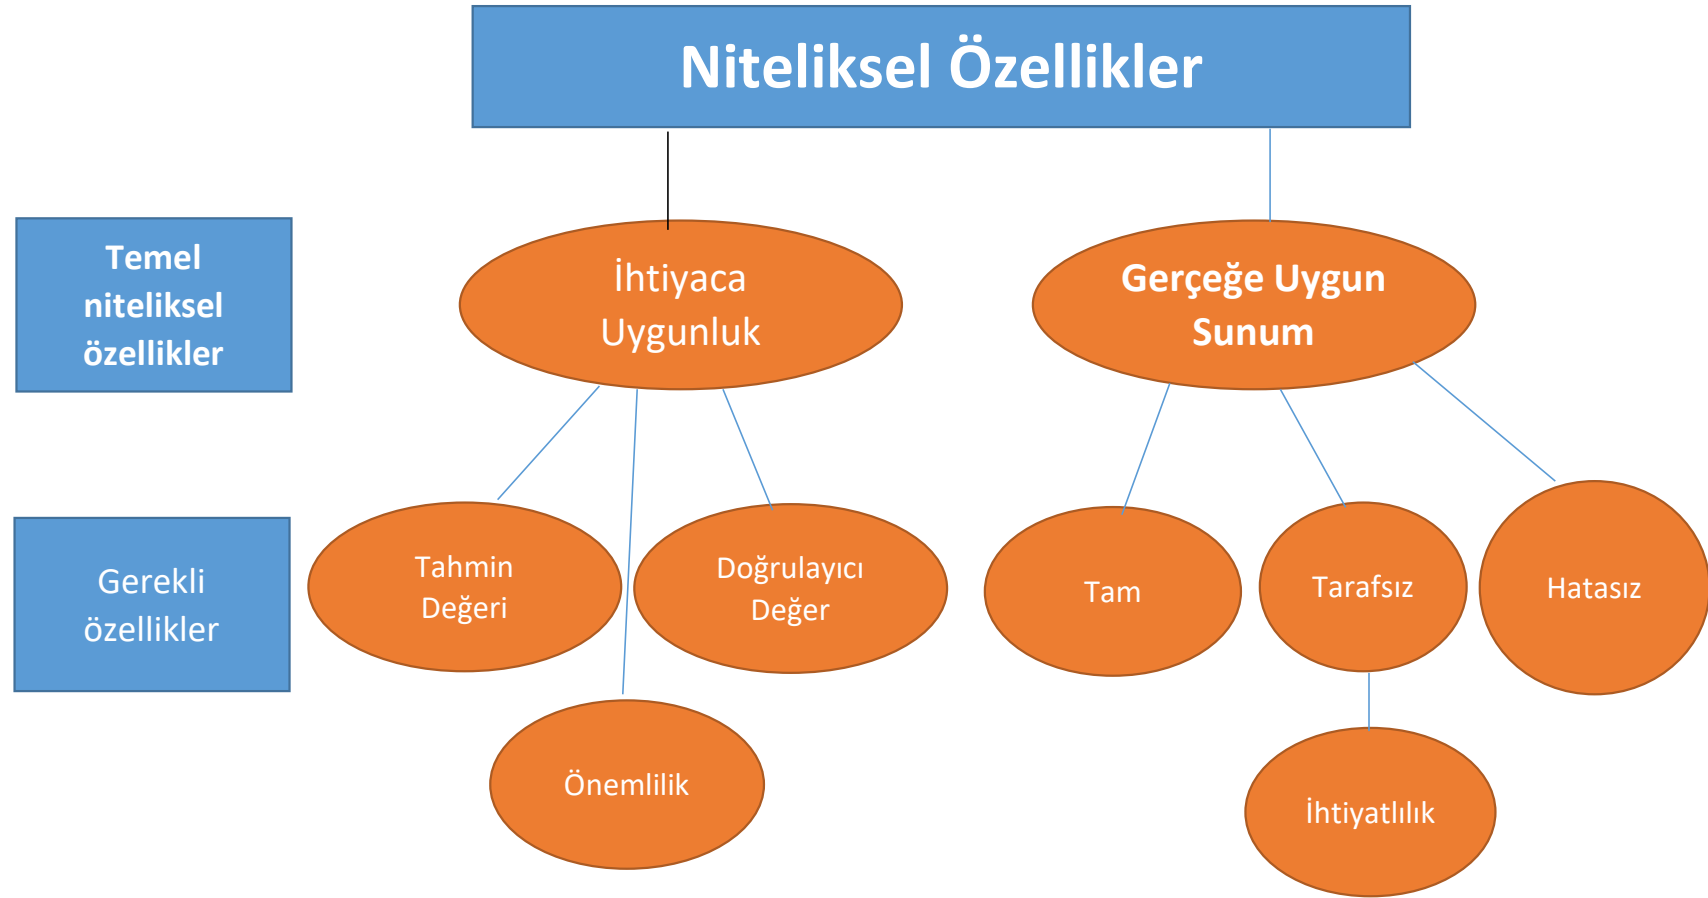 Niteliksel Özellikler
Temel
niteliksel
özellikler
İhtiyaca
Uygunluk
Gerçeğe Uygun
Sunum
Gerekli
özellikler
Tahmin
Değeri
Doğrulayıcı
Değer
Tam
Tarafsız
Hatasız
Önemlilik
İhtiyatlılık